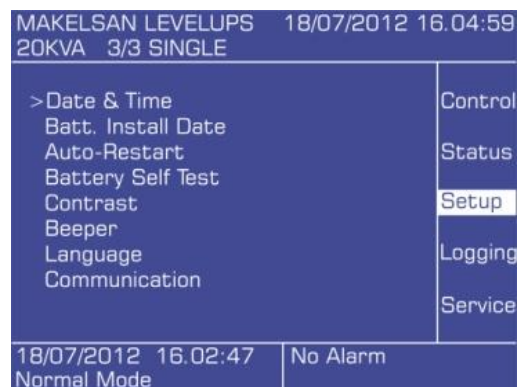 MAKELSAN LEVELUPS 18/07/2012 16.04:59
20KVA 3/3 SINGLE
>Date & Time
Batt. Install Date
Auto-Restart
Battery Self Test
Contrast
Beeper
Language
Communication
Control
Status
Setup
Logging
Service
18/07/2012 16.02:47 No Alarm
Normal Mode